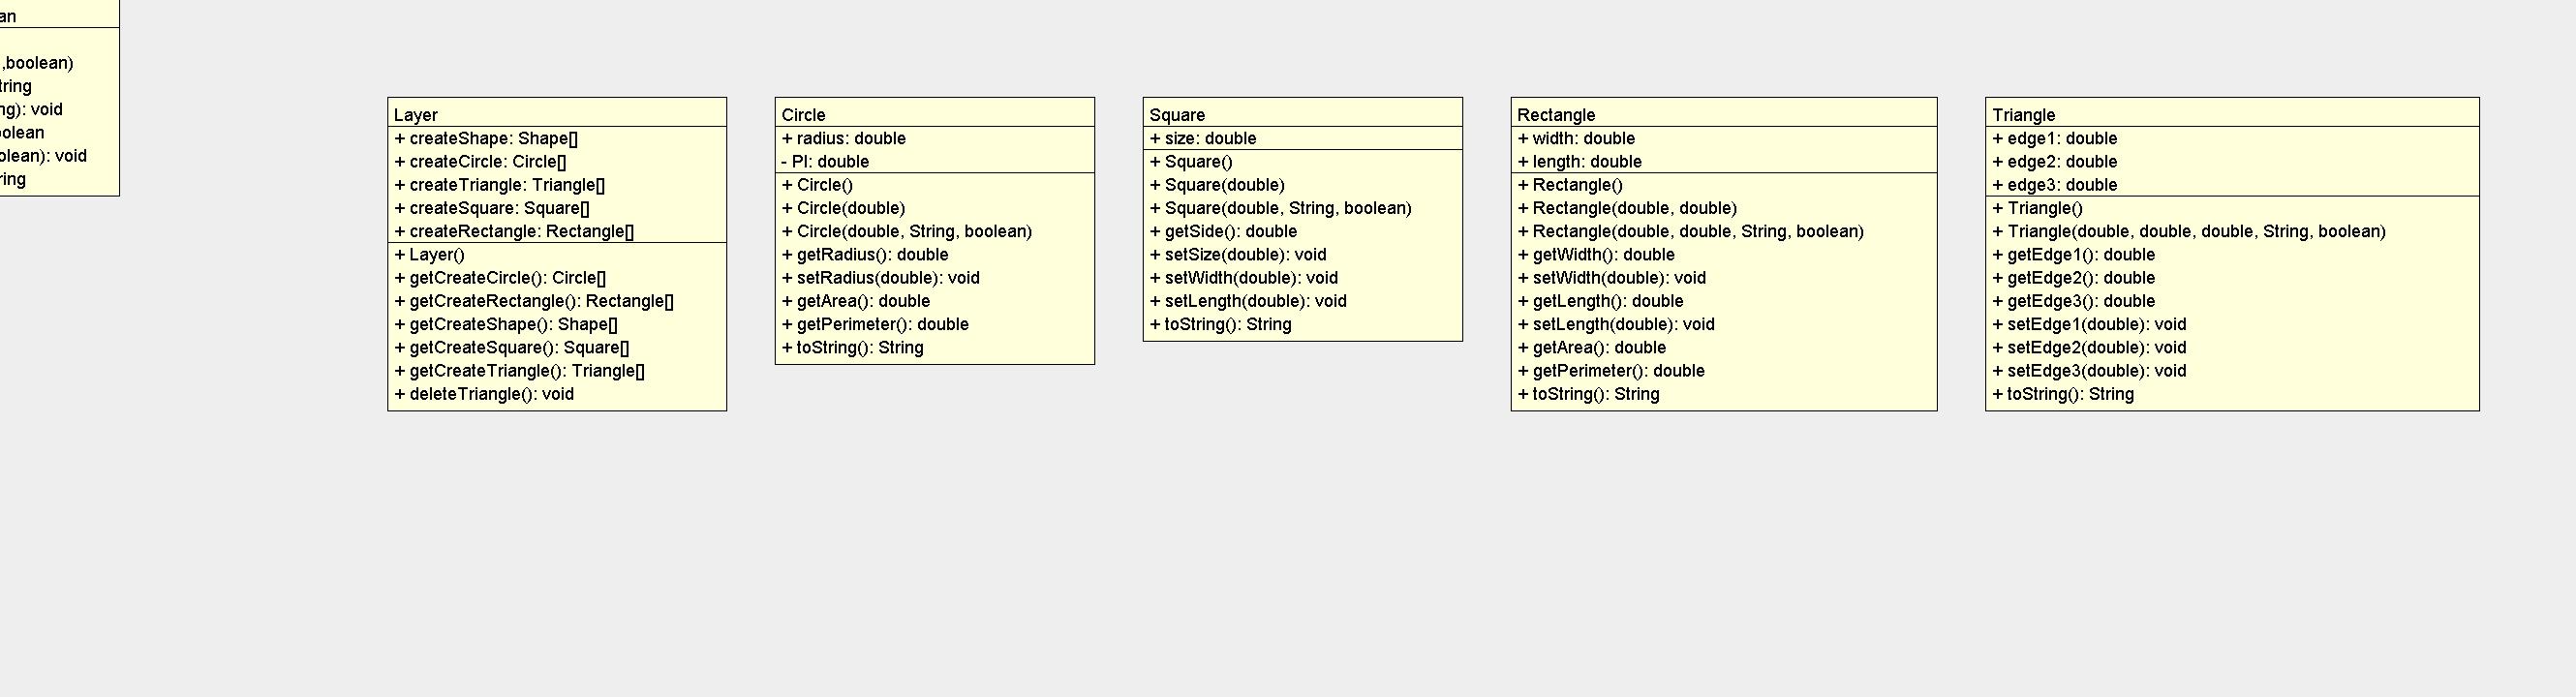 ,boolean)
): void
): void
Layer
+ createShape: Shape[]
+ createCircle: Circle[]
+ createTriangle: Triangle[]
+ createSquare: Square[]
+ createRectangle: Rectangle[]
+ Layer()
+ getCreateCircle(): Circle[]
+ getCreateRectangle(): Rectangle[]
+ getCreateShape(): Shape[]
+ getCreateSquare(): Square[]
+ getCreateTriangle(): Triangle[]
+ deleteTriangle(): void
Circle
+ radius: double
- PI: double
+ Circle()
+ Circle(double)
+ Circle(double, String, boolean)
+ getRadius(): double
+ setRadius(double): void
+ getArea(): double
+ getPerimeter(): double
+ toString(): String
Square
+ size: double
+ Square()
+ Square(double)
+ Square(double, String, boolean)
+ getSide(): double
+ setSize(double): void
+ setWidth(double): void
+ setLength(double): void
+ toString(): String
Rectangle
+ width: double
+ length: double
+ Rectangle()
+ Rectangle(double, double)
+ Rectangle(double, double, String, boolean)
+ getWidth(): double
+ setWidth(double): void
+ getLength(): double
+ setLength(double): void
+ getArea(): double
+ getPerimeter(): double
+ toString(): String
Triangle
+ edge1: double
+ edge2: double
+ edge3: double
+ Triangle()
+ Triangle(double, double, double, String, boolean)
+ getEdge1(): double
+ getEdge2(): double
+ getEdge3(): double
+ setEdge1(double): void
+ setEdge2(double): void
+ setEdge3(double): void
+ toString(): String